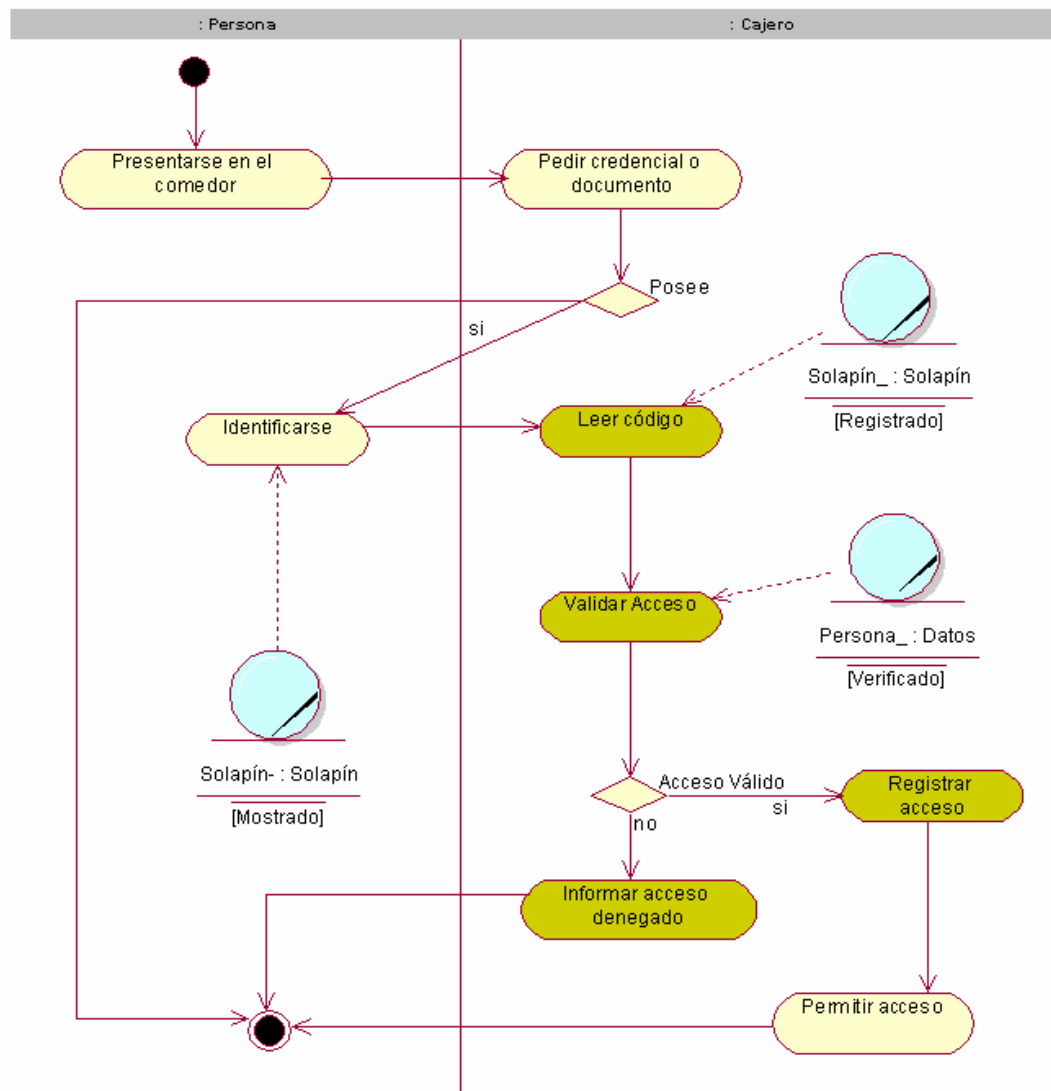 : Persona
: Cajero
Presentarse en el
comedor
Pedir credencial o
documento
Posee
si
Solapín_ : Solapín
[Registrado]
Identificarse
Leer código
Validar Acceso
Persona_ : Datos
[Verificado]
Solapín- : Solapín
[Mostrado]
Acceso Válido
si
no
Registrar
acceso
Informar acceso
denegado
Permitir acceso